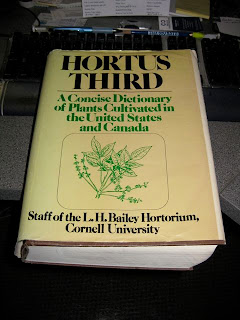 HORTUS
THIRD
A Concise Dictionary
of Plants Cultivated in
the United States
and Canada
Staff of the L. H. Bailey Hortorium,
Cornell University